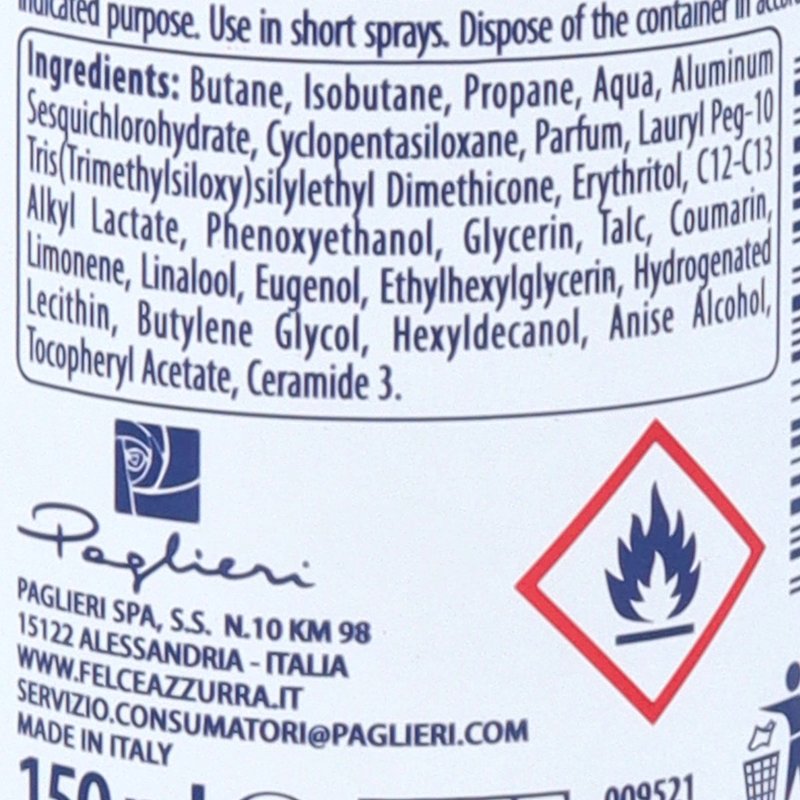 indicated purpose. Use in short sprays. Dispose of the container in
Ingredients: Butane, Isobutane, Propane, Aqua, Aluminum
Sesquichlorohydrate, Cyclopentasiloxane, Parfum, Lauryl Peg-10
Tris(Trimethylsiloxy)silylethyl Dimethicone, Erythritol, C12-C13
Alkyl Lactate, Phenoxyethanol, Glycerin, Talc, Coumarin,
Limonene, Linalool, Eugenol, Ethylhexylglycerin, Hydrogenated
Lecithin, Butylene Glycol, Hexyldecanol, Anise Alcohol,
Tocopheryl Acetate, Ceramide 3.
Paglieri
PAGLIERI SPA, S.S. N.10 KM 98
15122 ALESSANDRIA - ITALIA
WWW.FELCEAZZURRA.IT
SERVIZIO.CONSUMATORI@PAGLIERI.COM
MADE IN ITALY
150
009521